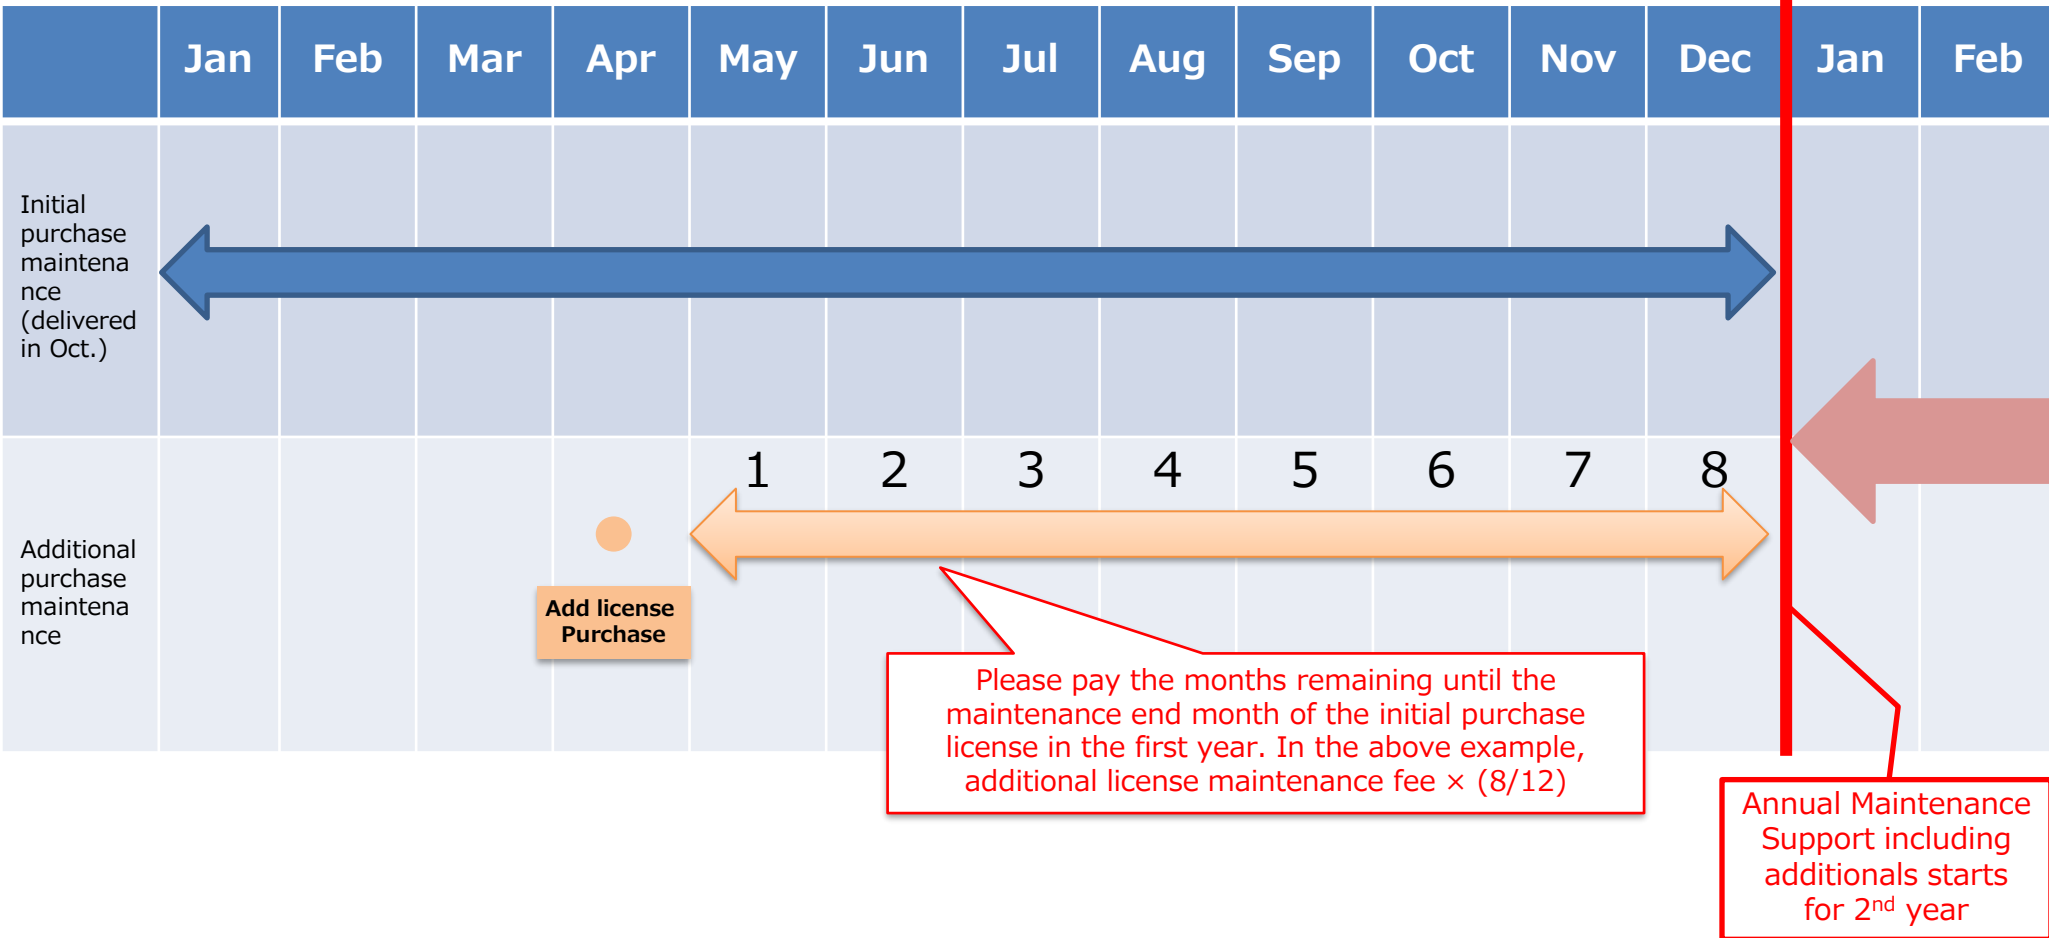 Jan Feb Mar Apr May Jun Jul Aug Sep Oct Nov Dec Jan Feb
Initial
purchase
maintena
nce
(delivered
in Oct.)
1 2 3 4 5 6 7 8
Additional
purchase
maintena
nce
Add license
Purchase
Please pay the months remaining until the
maintenance end month of the initial purchase
license in the first year. In the above example,
additional license maintenance fee × (8/12)
Annual Maintenance
Support including
additionals starts
for 2nd year